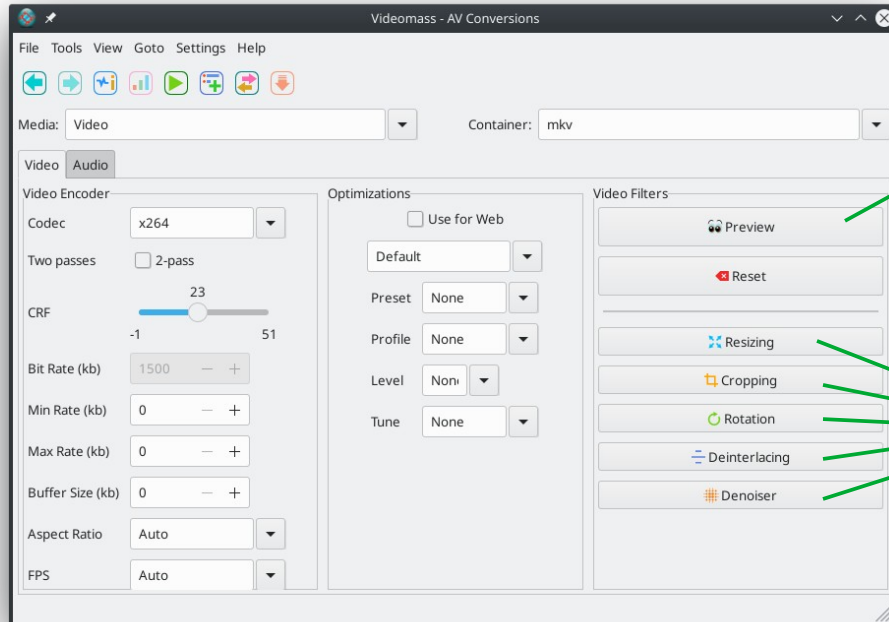 Videomass - AV Conversions
File Tools View Goto Settings Help
Media: Video Container: mkv
Video Audio
Video Encoder
Codec x264
Two passes 2-pass
CRF 23
-1 51
Bit Rate (kb) 1500
Min Rate (kb) 0
Max Rate (kb) 0
Buffer Size (kb) 0
Aspect Ratio Auto
FPS Auto
Optimizations
Use for Web
Default
Preset None
Profile None
Level
Tune None
Video Filters
Preview
Reset
Resizing
Cropping
Rotation
Deinterlacing
Denoiser